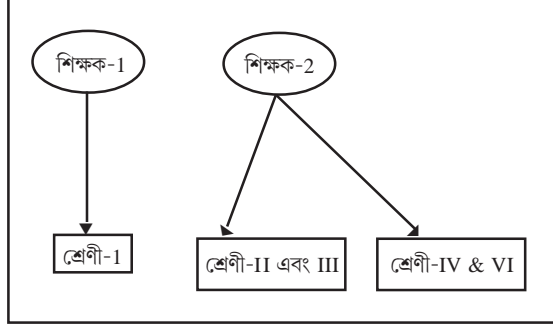 শিক্ষক-1
শিক্ষক-2
শ্রেণী-1
শ্রেণী-II এবং III
শ্রেণী-IV & VI